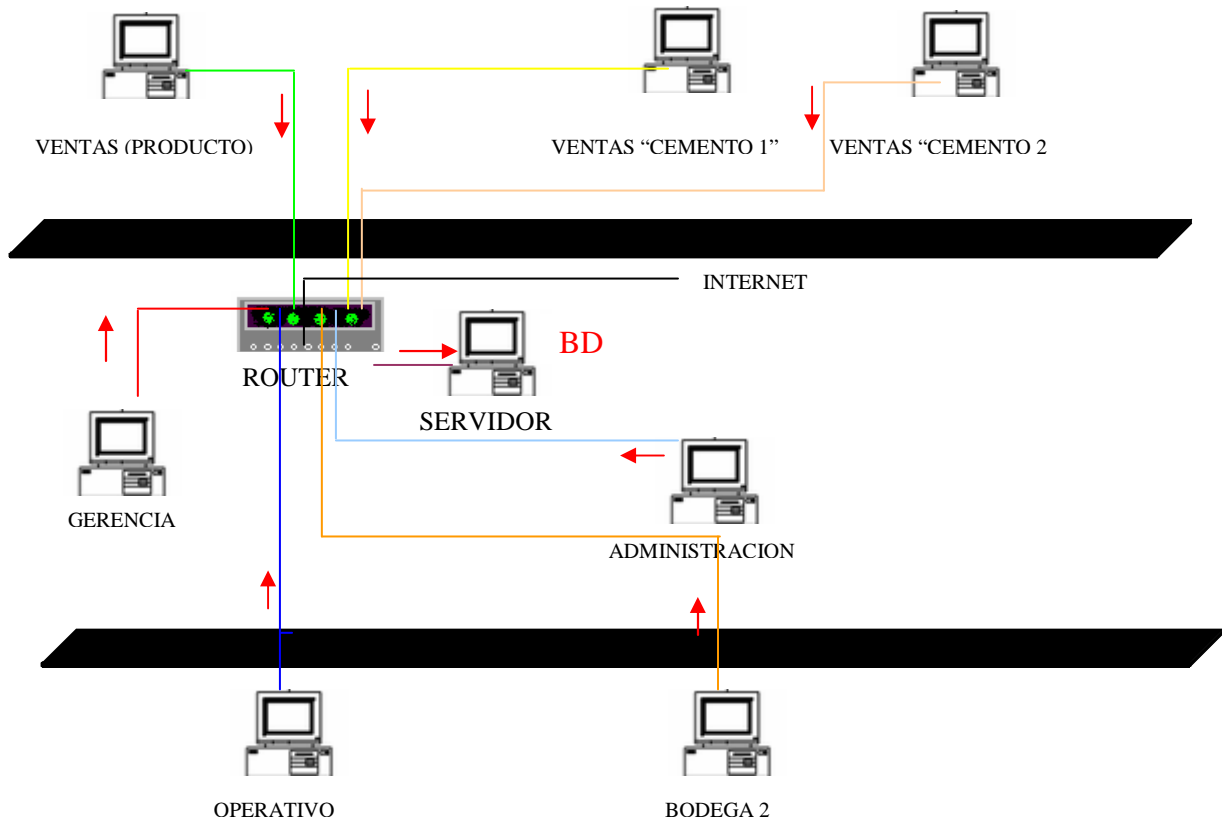 VENTAS (PRODUCTO)
VENTAS “CEMENTO 1”
VENTAS “CEMENTO 2
INTERNET
BD
ROUTER
SERVIDOR
GERENCIA
ADMINISTRACION
OPERATIVO
BODEGA 2